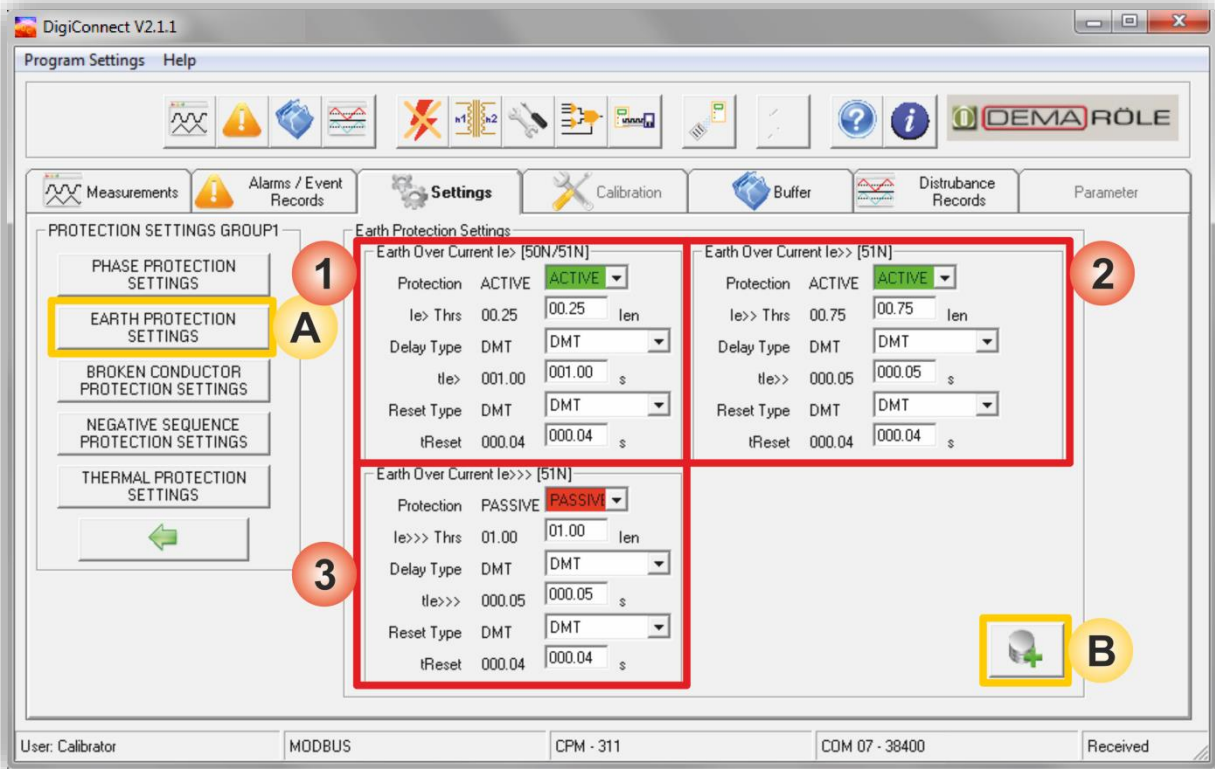 DigiConnect V2.1.1
Program Settings Help
n1 n2
DEMA RÖLE
Measurements
Alarms / Event
Records
Settings
Calibration
Buffer
Distrubance
Records
Parameter
PROTECTION SETTINGS GROUP1
PHASE PROTECTION
SETTINGS
EARTH PROTECTION
SETTINGS
A
BROKEN CONDUCTOR
PROTECTION SETTINGS
NEGATIVE SEQUENCE
PROTECTION SETTINGS
THERMAL PROTECTION
SETTINGS
Earth Protection Settings
1
Earth Over Current Ie> [50N/51N]
Protection ACTIVE ACTIVE
Ie> Thrs 00.25 00.25 Ien
Delay Type DMT DMT
tIe> 001.00 001.00 s
Reset Type DMT DMT
tReset 000.04 000.04 s
2
Earth Over Current Ie>> [51N]
Protection ACTIVE ACTIVE
Ie>> Thrs 00.75 00.75 Ien
Delay Type DMT DMT
tIe>> 000.05 000.05 s
Reset Type DMT DMT
tReset 000.04 000.04 s
3
Earth Over Current Ie>>> [51N]
Protection PASSIVE PASSIVE
Ie>>> Thrs 01.00 01.00 Ien
Delay Type DMT DMT
tIe>>> 000.05 000.05 s
Reset Type DMT DMT
tReset 000.04 000.04 s
B
User: Calibrator MODBUS CPM - 311 COM 07 - 38400 Received